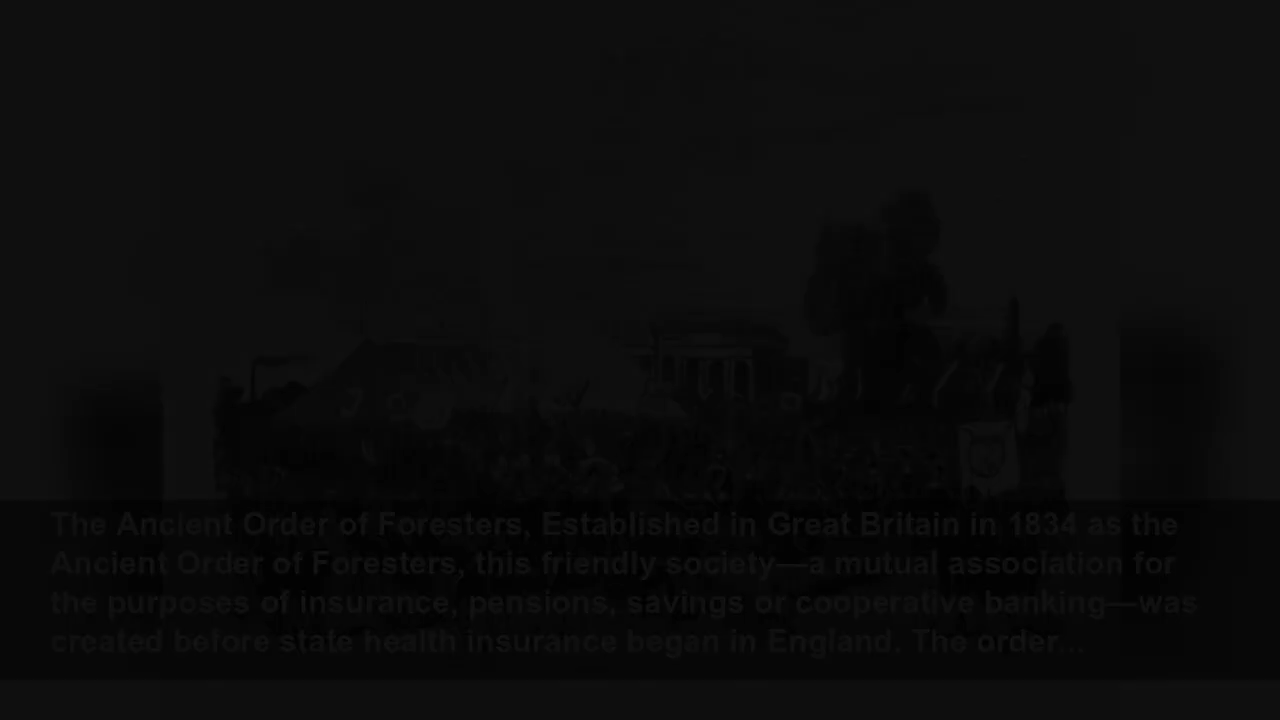 The Ancient Order of Foresters, Established in Great Britain in 1834 as the
Ancient Order of Foresters, this friendly society—a mutual association for
the purposes of insurance, pensions, savings or cooperative banking—was
created before state health insurance began in England. The order...